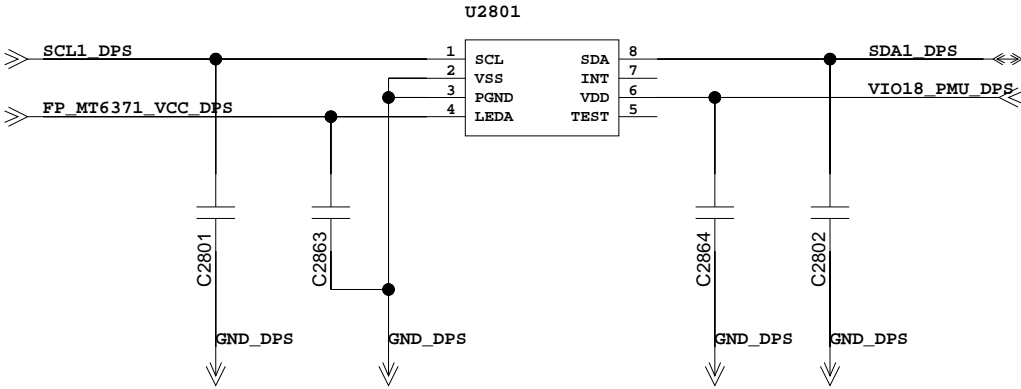 U2801
SCL1_DPS 1 SCL SDA 8 SDA1_DPS
2 VSS INT 7
3 PGND VDD 6 VIO18_PMU_DPS
FP_MT6371_VCC_DPS 4 LEDA TEST 5
C2801 C2863 C2864 C2802
GND_DPS GND_DPS GND_DPS GND_DPS